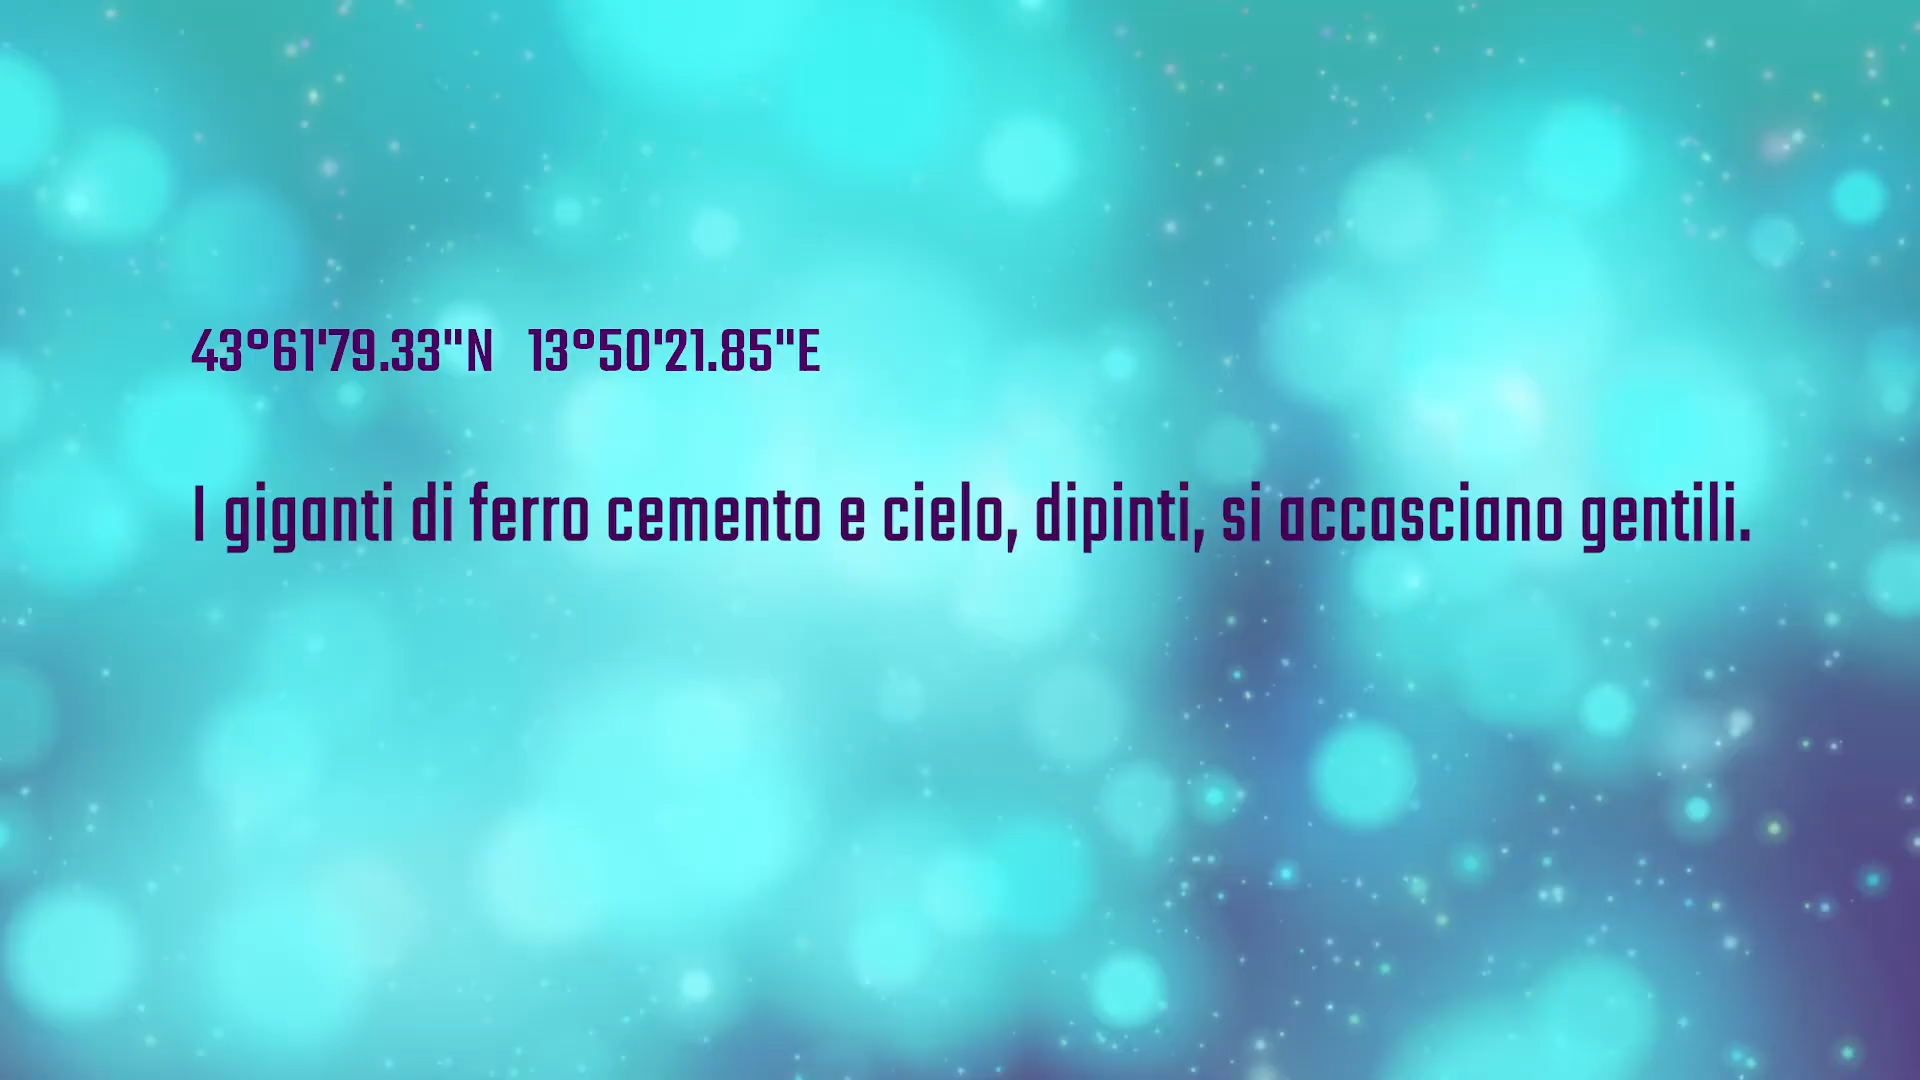 43°61'79.33"N 13°50'21.85"E
I giganti di ferro cemento e cielo, dipinti, si accasciano gentili.